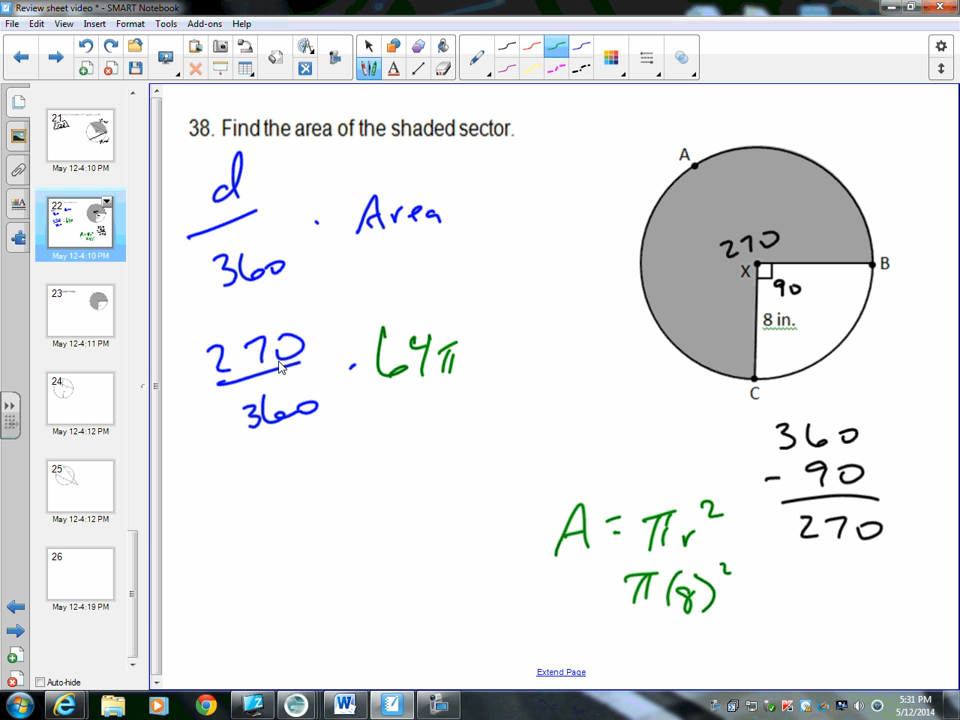 Review sheet video * - SMART Notebook
File Edit View Insert Format Tools Add-ons Help
21
May 12-4:10 PM
22
May 12-4:10 PM
23
May 12-4:11 PM
24
May 12-4:12 PM
25
May 12-4:12 PM
26
May 12-4:19 PM
Auto-hide
38. Find the area of the shaded sector.
d
360
· Area
270
360
· 64π
A
270
X
B
90
8 in.
C
360
- 90
270
A = πr²
π(8)²
Extend Page
5:31 PM
5/12/2014